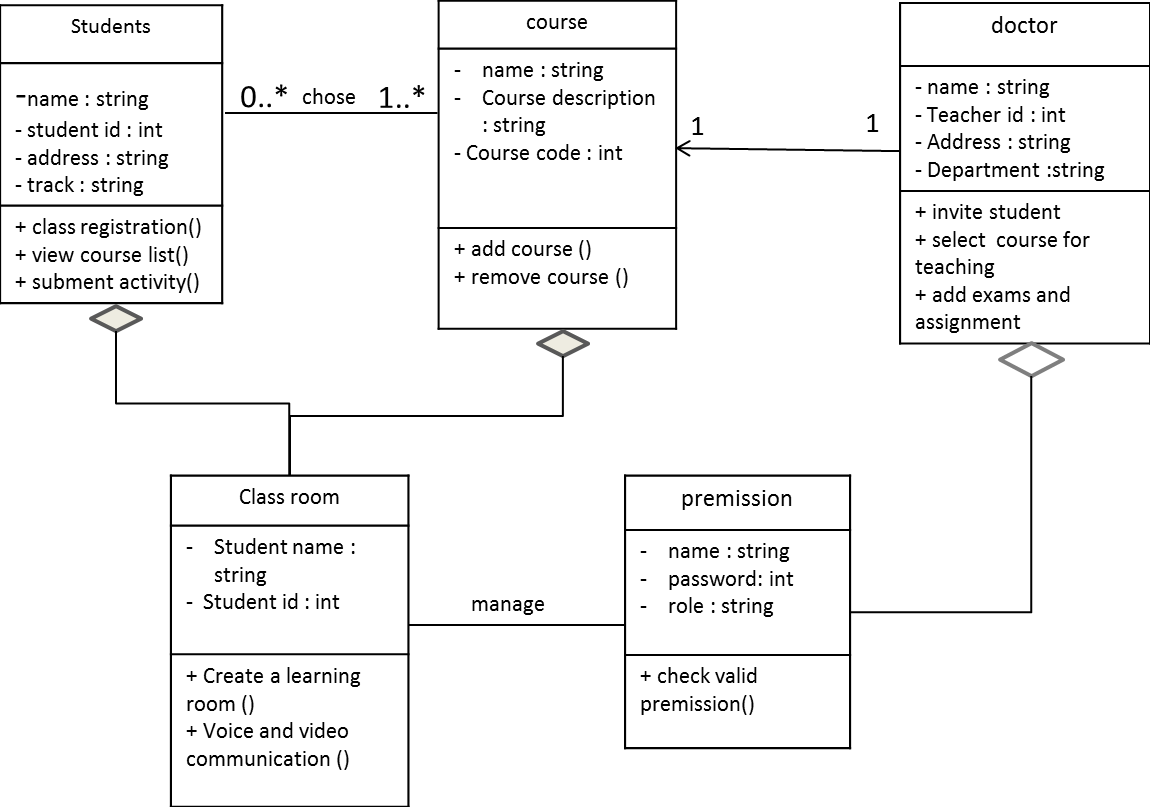 Students
-name : string
- student id : int
- address : string
- track : string
+ class registration()
+ view course list()
+ subment activity()
0..* chose 1..*
course
- name : string
- Course description
: string
- Course code : int
+ add course ()
+ remove course ()
1 1
doctor
- name : string
- Teacher id : int
- Address : string
- Department :string
+ invite student
+ select course for
teaching
+ add exams and
assignment
Class room
- Student name :
string
- Student id : int
+ Create a learning
room ()
+ Voice and video
communication ()
manage
premission
- name : string
- password: int
- role : string
+ check valid
premission()